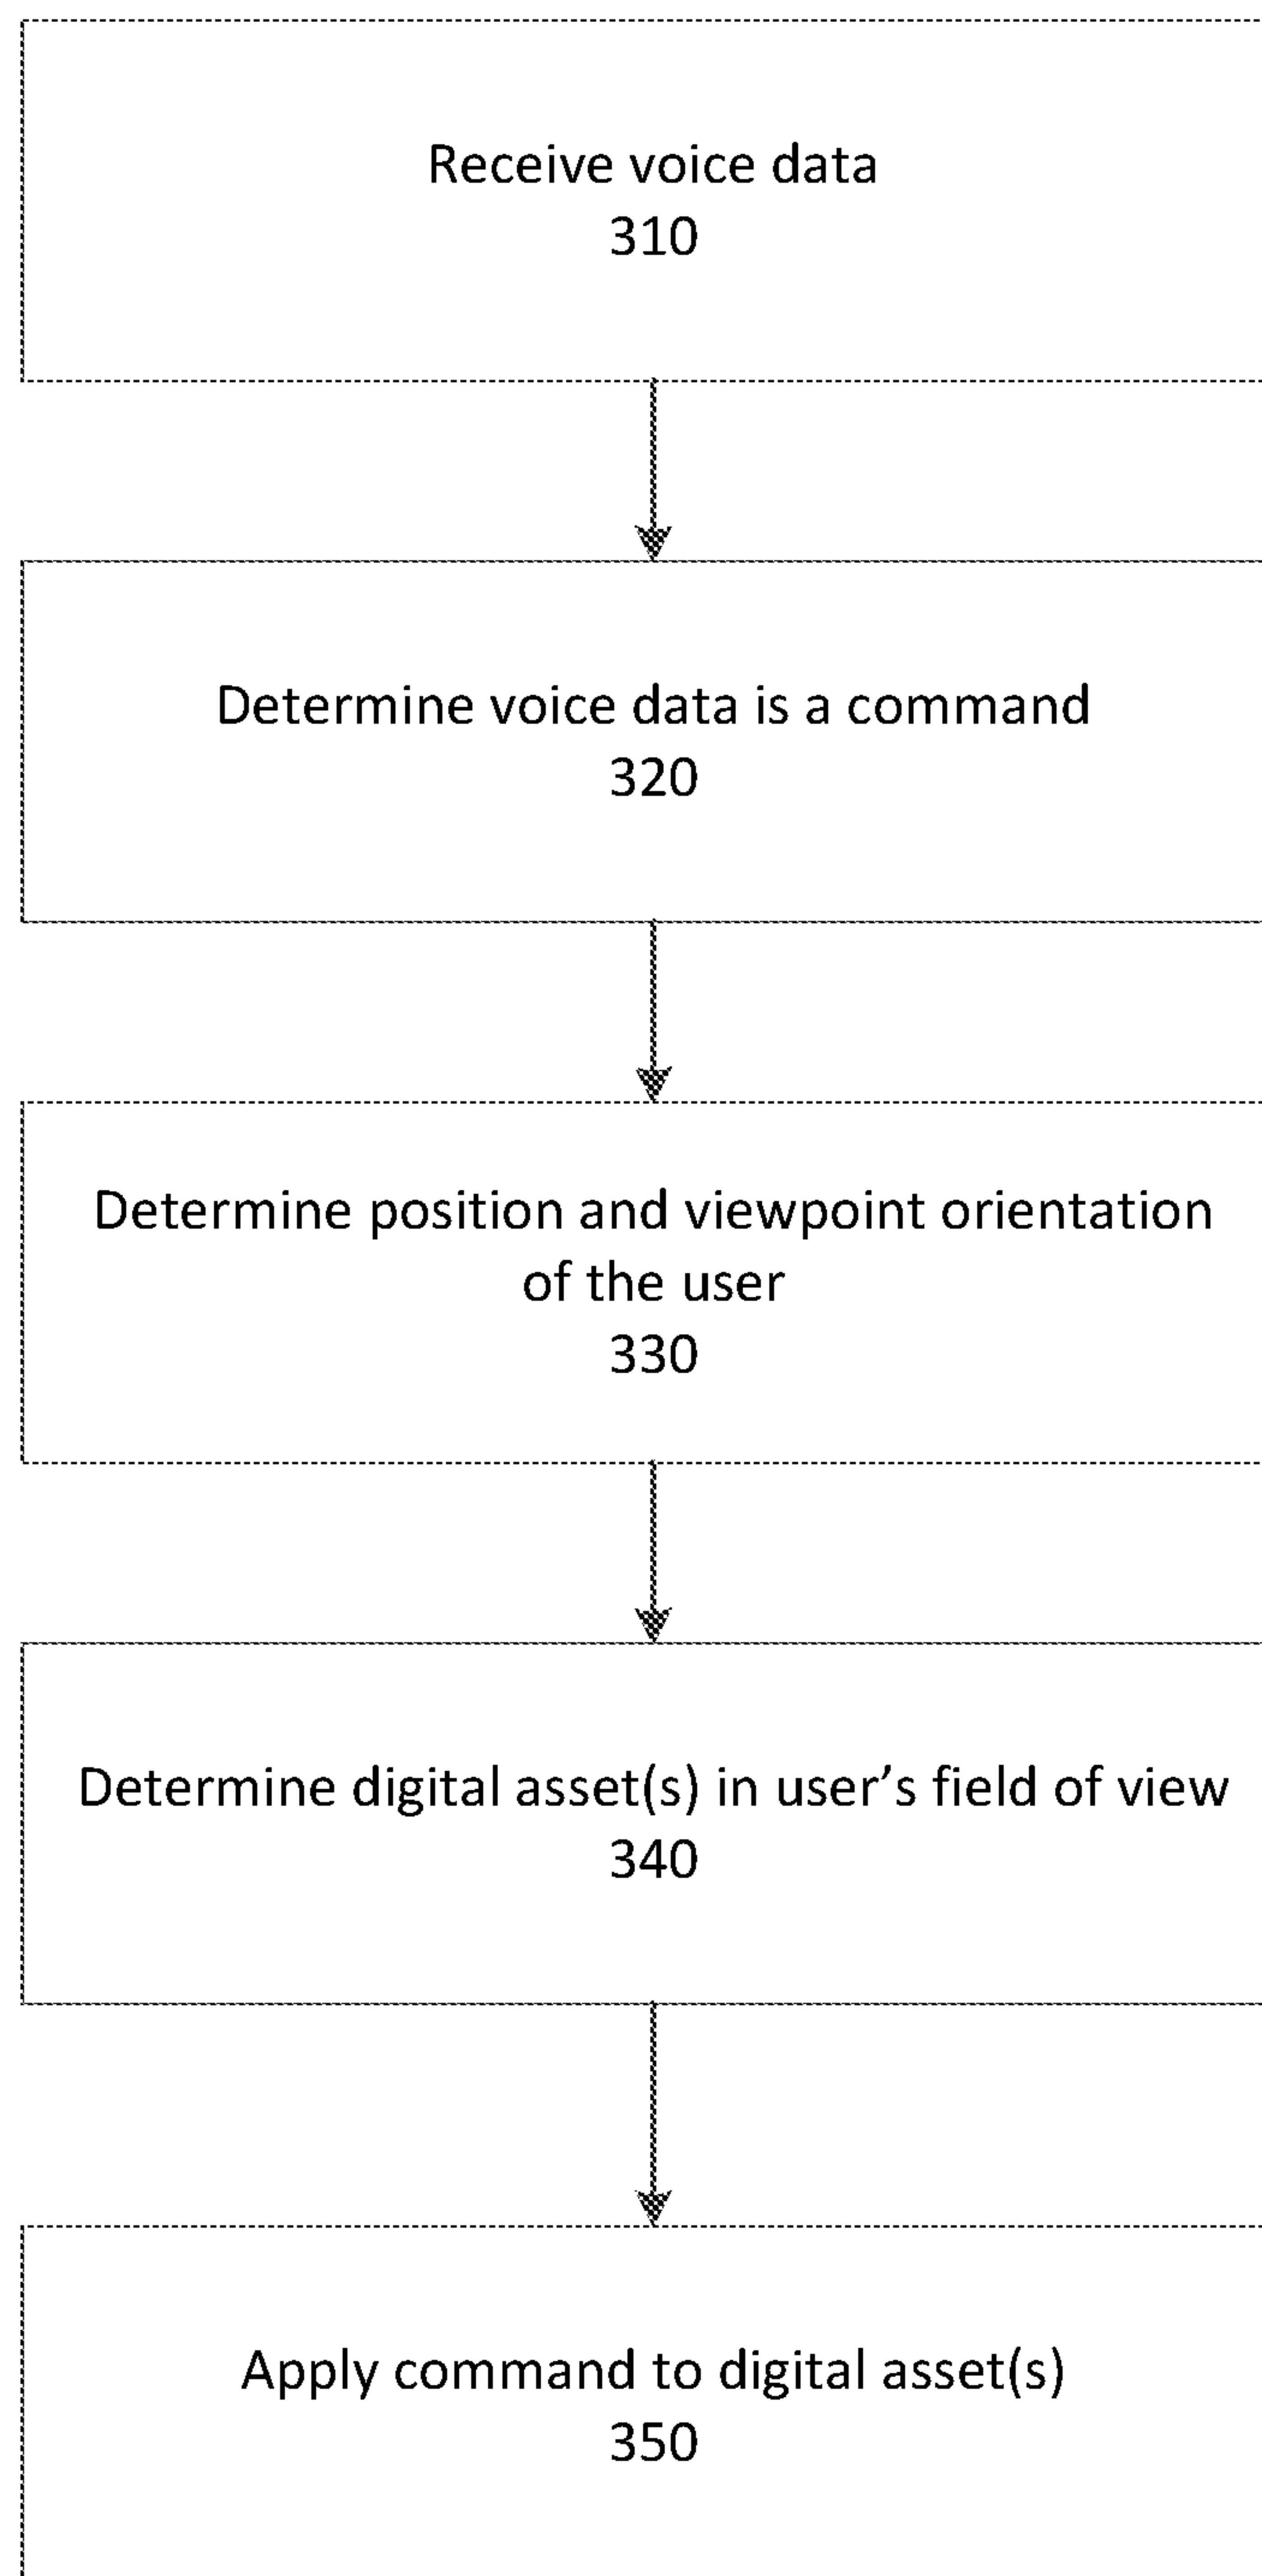 Receive voice data
310
Determine voice data is a command
320
Determine position and viewpoint orientation
of the user
330
Determine digital asset(s) in user’s field of view
340
Apply command to digital asset(s)
350